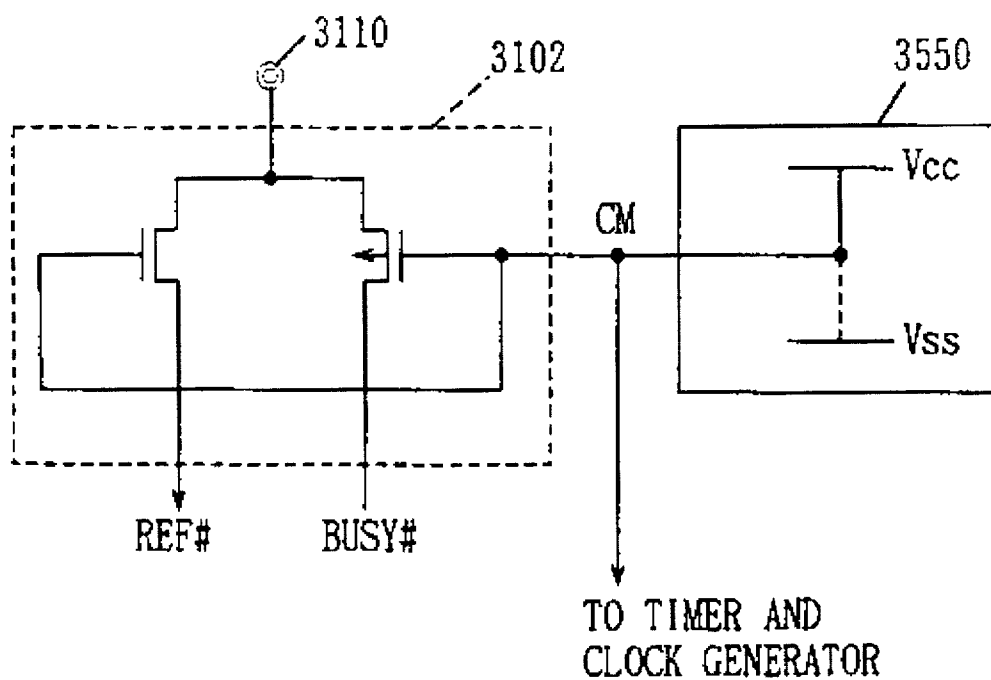 3110
3102
3550
Vcc
CM
Vss
REF#
BUSY#
TO TIMER AND
CLOCK GENERATOR